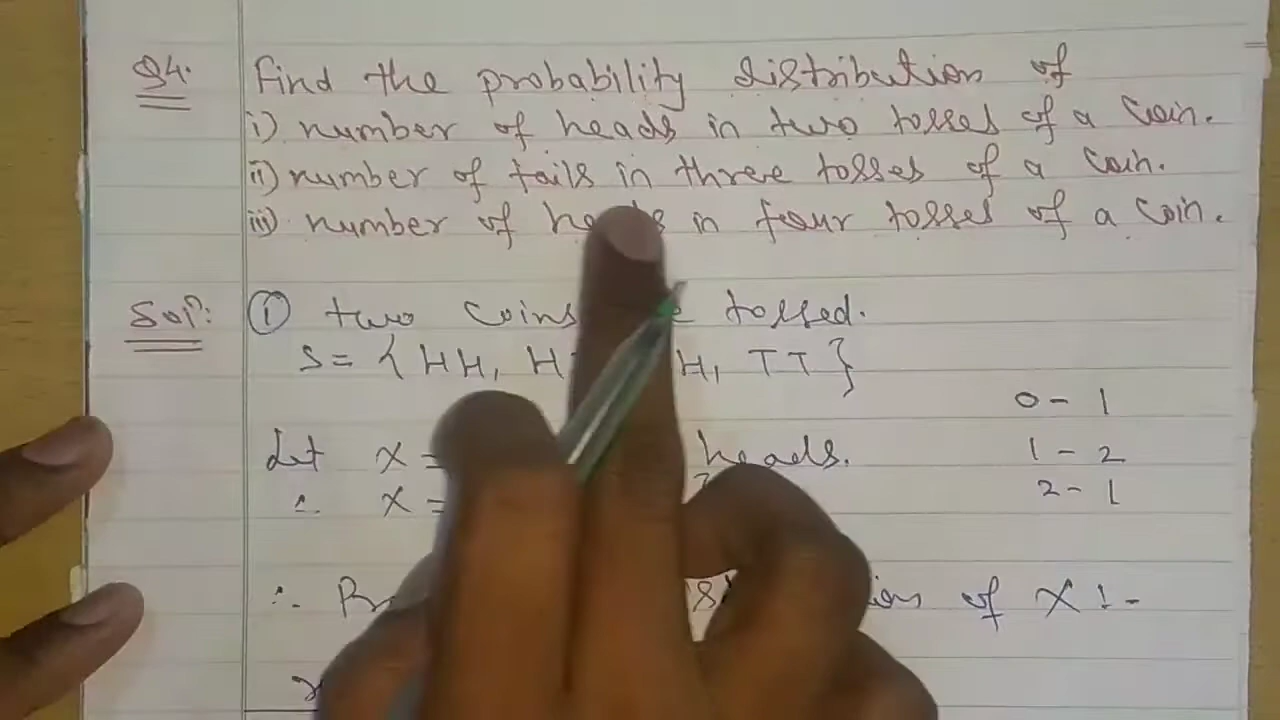 Q4. Find the probability distribution of
i) number of heads in two tosses of a coin.
ii) number of tails in three tosses of a coin.
iii) number of heads in four tosses of a coin.
Sol?: ① two coins tossed.
S = { HH, H H, TT }
0 - 1
Let X = heads.
1 - 2
∴ X =
2 - 1
∴ of X :-